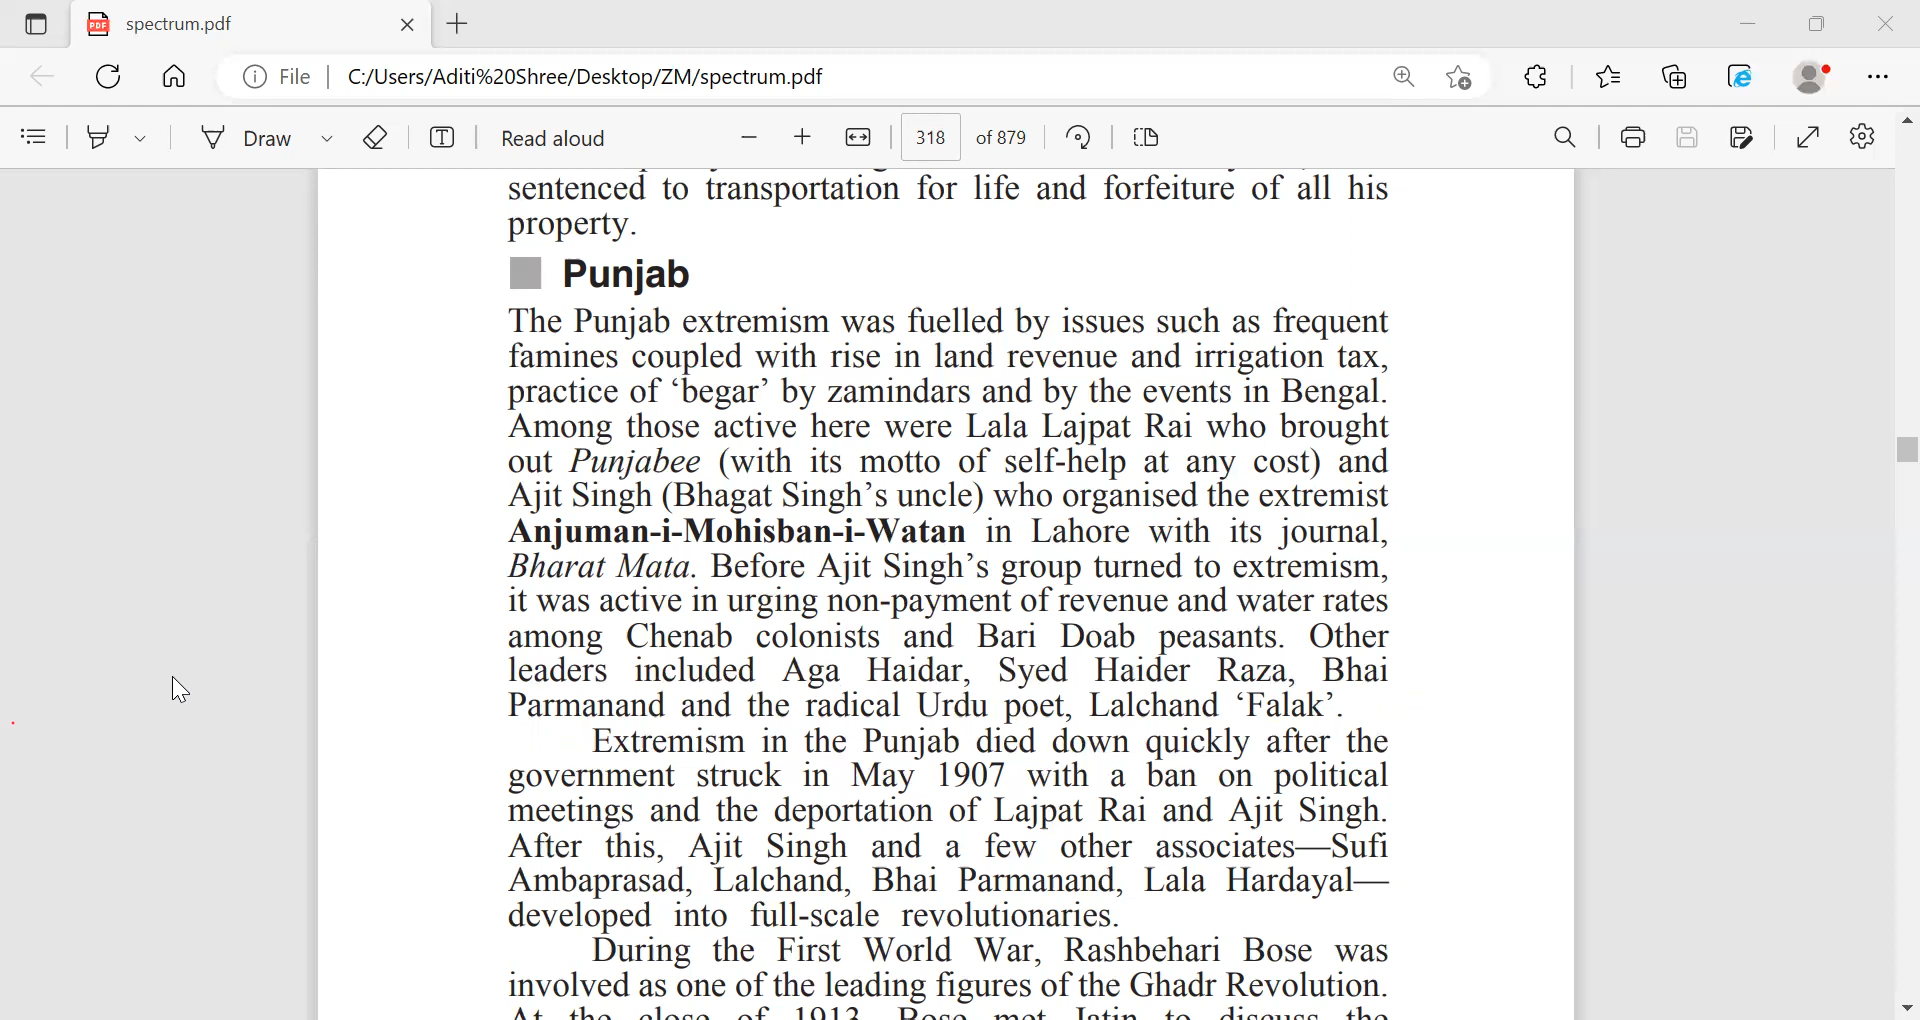 spectrum.pdf
File | C:/Users/Aditi%20Shree/Desktop/ZM/spectrum.pdf
Draw Read aloud 318 of 879
sentenced to transportation for life and forfeiture of all his
property.
Punjab
The Punjab extremism was fuelled by issues such as frequent
famines coupled with rise in land revenue and irrigation tax,
practice of ‘begar’ by zamindars and by the events in Bengal.
Among those active here were Lala Lajpat Rai who brought
out Punjabee (with its motto of self-help at any cost) and
Ajit Singh (Bhagat Singh’s uncle) who organised the extremist
Anjuman-i-Mohisban-i-Watan in Lahore with its journal,
Bharat Mata. Before Ajit Singh’s group turned to extremism,
it was active in urging non-payment of revenue and water rates
among Chenab colonists and Bari Doab peasants. Other
leaders included Aga Haidar, Syed Haider Raza, Bhai
Parmanand and the radical Urdu poet, Lalchand ‘Falak’.
Extremism in the Punjab died down quickly after the
government struck in May 1907 with a ban on political
meetings and the deportation of Lajpat Rai and Ajit Singh.
After this, Ajit Singh and a few other associates—Sufi
Ambaprasad, Lalchand, Bhai Parmanand, Lala Hardayal—
developed into full-scale revolutionaries.
During the First World War, Rashbehari Bose was
involved as one of the leading figures of the Ghadr Revolution.
At the close of 1913, Bose met Jatin to discuss the